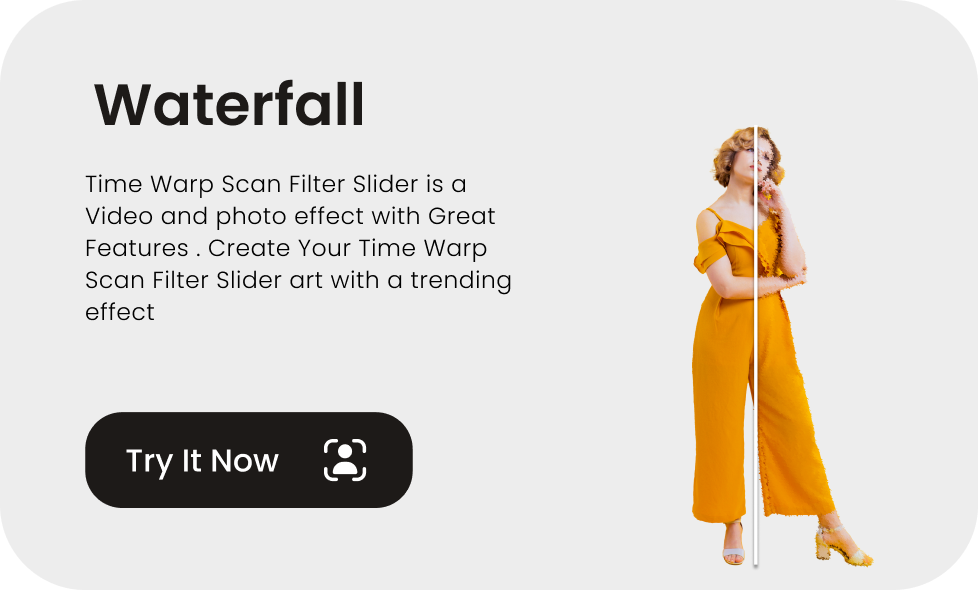 Waterfall
Time Warp Scan Filter Slider is a
Video and photo effect with Great
Features . Create Your Time Warp
Scan Filter Slider art with a trending
effect
Try It Now